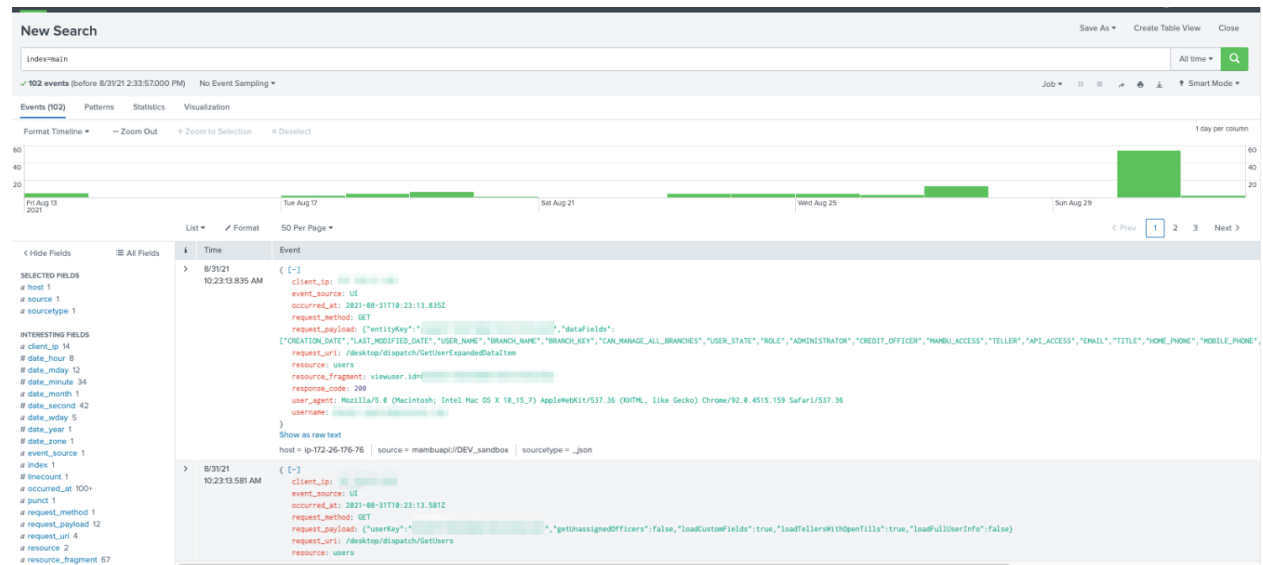 New Search
Save As ▾ Create Table View Close
index=main
All time ▾
✓ 102 events (before 8/31/21 2:33:57.000 PM) No Event Sampling ▾
Job ▾ Smart Mode ▾
Events (102) Patterns Statistics Visualization
Format Timeline ▾ – Zoom Out + Zoom to Selection × Deselect
1 day per column
60 60
40 40
20 20
Fri Aug 13 Tue Aug 17 Sat Aug 21 Wed Aug 25 Sun Aug 29
2021
List ▾ Format 50 Per Page ▾
< Prev 1 2 3 Next >
< Hide Fields All Fields
SELECTED FIELDS
a host 1
a source 1
a sourcetype 1
INTERESTING FIELDS
a client_ip 14
# date_hour 8
# date_mday 12
# date_minute 34
a date_month 1
# date_second 42
a date_wday 5
# date_year 1
# date_zone 1
a event_source 1
a index 1
# linecount 1
a occurred_at 100+
a punct 1
a request_method 1
a request_payload 12
a request_uri 4
a resource 2
a resource_fragment 67
i Time Event
> 8/31/21
10:23:13.835 AM
{ [-]
client_ip:
event_source: UI
occurred_at: 2021-08-31T10:23:13.835Z
request_method: GET
request_payload: {"entityKey":" ","dataFields":
["CREATION_DATE","LAST_MODIFIED_DATE","USER_NAME","BRANCH_NAME","BRANCH_KEY","CAN_MANAGE_ALL_BRANCHES","USER_STATE","ROLE","ADMINISTRATOR","CREDIT_OFFICER","MAMBU_ACCESS","TELLER","API_ACCESS","EMAIL","TITLE","HOME_PHONE","MOBILE_PHONE",
request_uri: /desktop/dispatch/GetUserExpandedDataItem
resource: users
resource_fragment: viewuser.id=
response_code: 200
user_agent: Mozilla/5.0 (Macintosh; Intel Mac OS X 10_15_7) AppleWebKit/537.36 (KHTML, like Gecko) Chrome/92.0.4515.159 Safari/537.36
username:
}
Show as raw text
host = ip-172-26-176-76 source = mambuapi://DEV_sandbox sourcetype = _json
> 8/31/21
10:23:13.581 AM
{ [-]
client_ip:
event_source: UI
occurred_at: 2021-08-31T10:23:13.581Z
request_method: GET
request_payload: {"userKey":" ","getUnassignedOfficers":false,"loadCustomFields":true,"loadTellersWithOpenTills":true,"loadFullUserInfo":false}
request_uri: /desktop/dispatch/GetUsers
resource: users